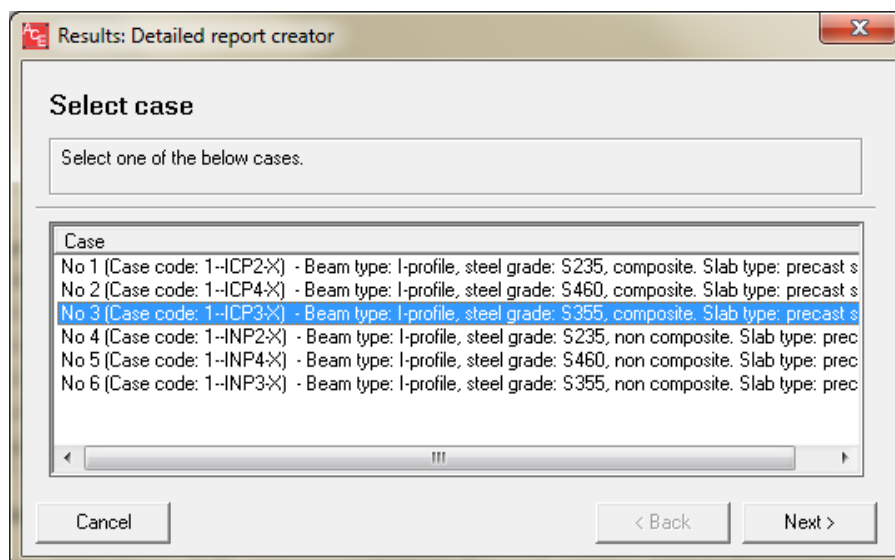 ACE Results: Detailed report creator
Select case
Select one of the below cases.
Case
No 1 (Case code: 1--ICP2-X) - Beam type: I-profile, steel grade: S235, composite. Slab type: precast s
No 2 (Case code: 1--ICP4-X) - Beam type: I-profile, steel grade: S460, composite. Slab type: precast s
No 3 (Case code: 1--ICP3-X) - Beam type: I-profile, steel grade: S355, composite. Slab type: precast s
No 4 (Case code: 1--INP2-X) - Beam type: I-profile, steel grade: S235, non composite. Slab type: prec
No 5 (Case code: 1--INP4-X) - Beam type: I-profile, steel grade: S460, non composite. Slab type: prec
No 6 (Case code: 1--INP3-X) - Beam type: I-profile, steel grade: S355, non composite. Slab type: prec
Cancel < Back Next >